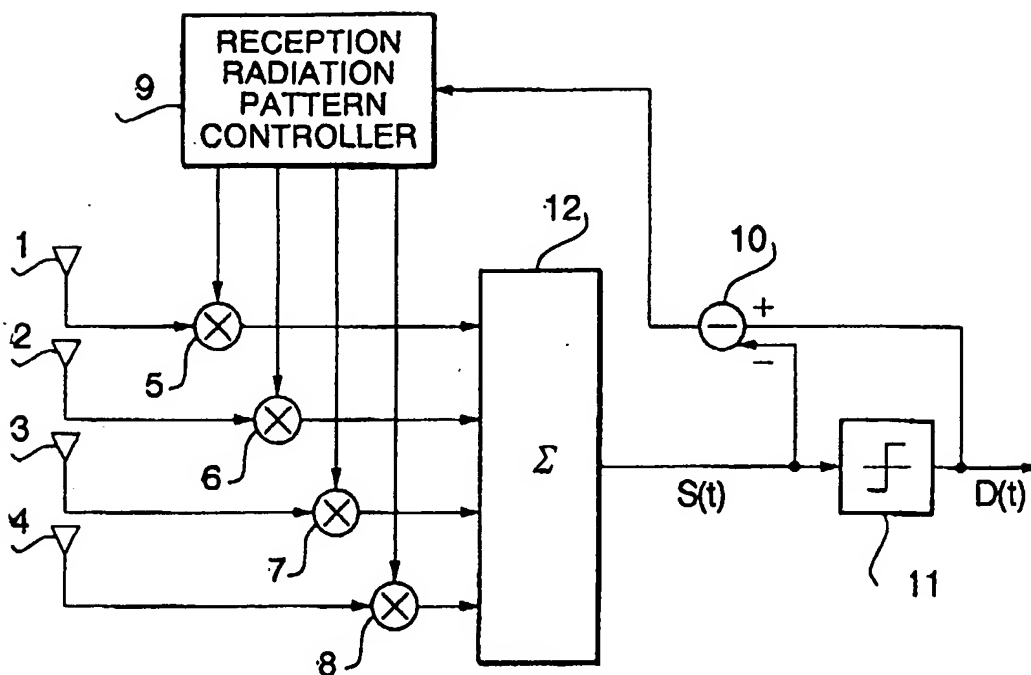 RECEPTION
RADIATION
PATTERN
CONTROLLER
9
12
10
1
+
2
−
5
3
Σ
6
S(t)
D(t)
4
7
11
8